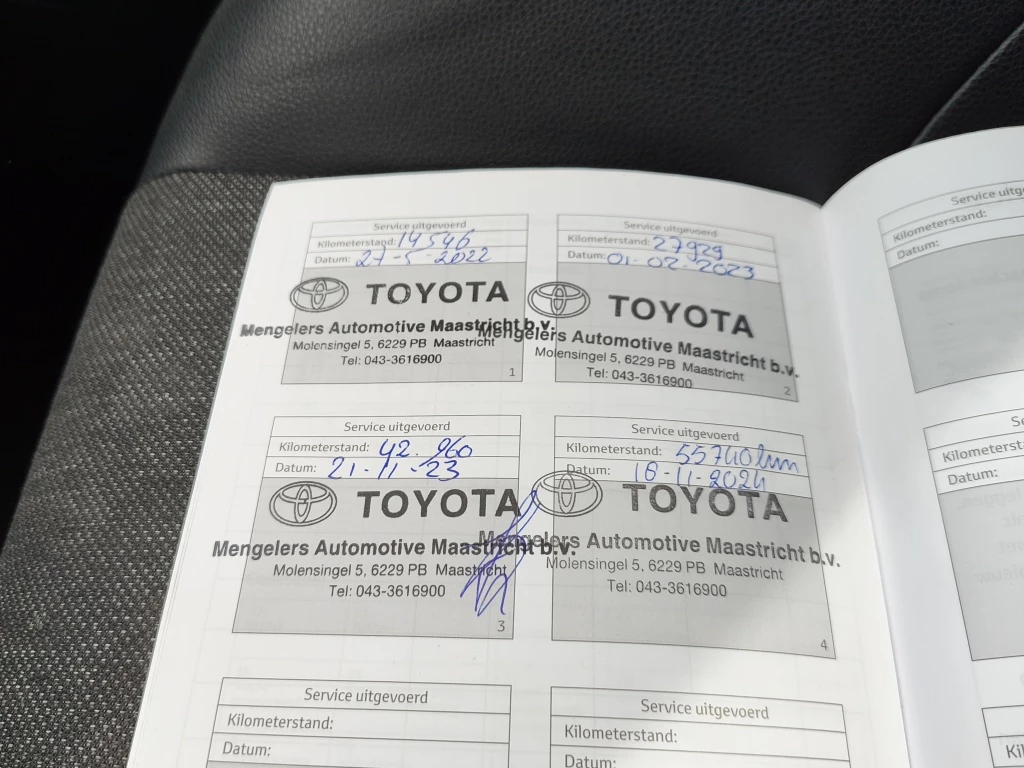 Service uitgevoerd
Kilometerstand: 14546
Datum: 27-5-2022
TOYOTA
Mengelers Automotive Maastricht b.v.
Molensingel 5, 6229 PB Maastricht
Tel: 043-3616900
1
Service uitgevoerd
Kilometerstand: 27929
Datum: 01-02-2023
TOYOTA
Mengelers Automotive Maastricht b.v.
Molensingel 5, 6229 PB Maastricht
Tel: 043-3616900
2
Service uitgevoerd
Kilometerstand: 42.960
Datum: 21-11-23
TOYOTA
Mengelers Automotive Maastricht b.v.
Molensingel 5, 6229 PB Maastricht
Tel: 043-3616900
3
Service uitgevoerd
Kilometerstand: 55740km
Datum: 18-11-2024
TOYOTA
Mengelers Automotive Maastricht b.v.
Molensingel 5, 6229 PB Maastricht
Tel: 043-3616900
4
Service uitgevoerd
Kilometerstand:
Datum:
Service uitgevoerd
Kilometerstand:
Datum:
Service uitg
Kilometerstand:
Datum:
Service
Kilometerst
Datum:
Kil